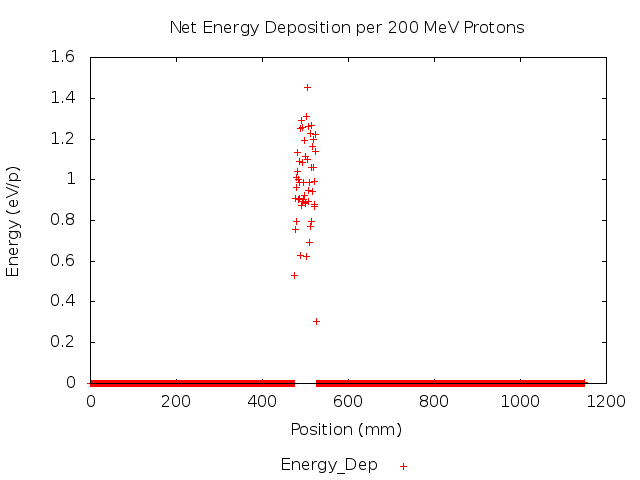 Net Energy Deposition per 200 MeV Protons
1.6
1.4
1.2
1
0.8
0.6
0.4
0.2
0
Energy (eV/p)
0 200 400 600 800 1000 1200
Position (mm)
Energy_Dep